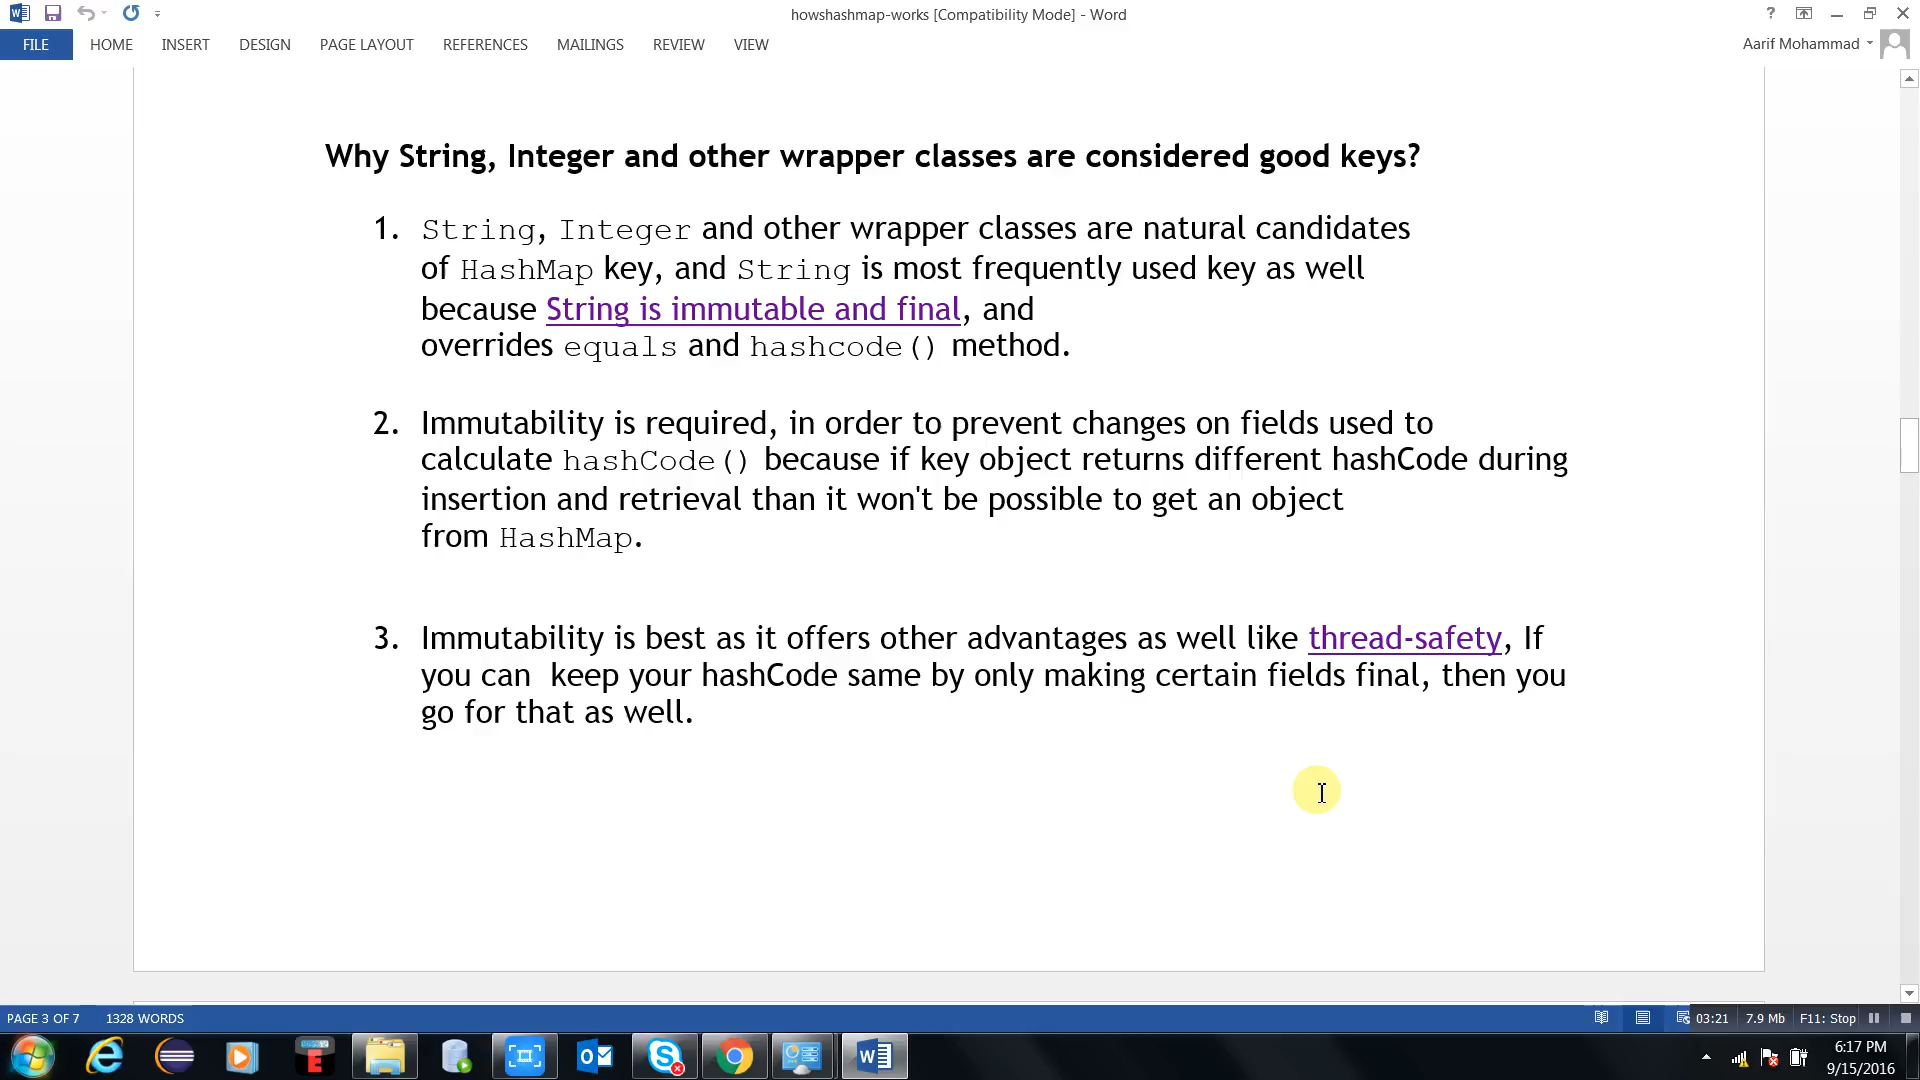 howshashmap-works [Compatibility Mode] - Word
?
FILE HOME INSERT DESIGN PAGE LAYOUT REFERENCES MAILINGS REVIEW VIEW
Aarif Mohammad
Why String, Integer and other wrapper classes are considered good keys?
1. String, Integer and other wrapper classes are natural candidates
of HashMap key, and String is most frequently used key as well
because String is immutable and final, and
overrides equals and hashcode() method.
2. Immutability is required, in order to prevent changes on fields used to
calculate hashCode() because if key object returns different hashCode during
insertion and retrieval than it won't be possible to get an object
from HashMap.
3. Immutability is best as it offers other advantages as well like thread-safety, If
you can keep your hashCode same by only making certain fields final, then you
go for that as well.
PAGE 3 OF 7 1328 WORDS
03:21 7.9 Mb F11: Stop
6:17 PM
9/15/2016